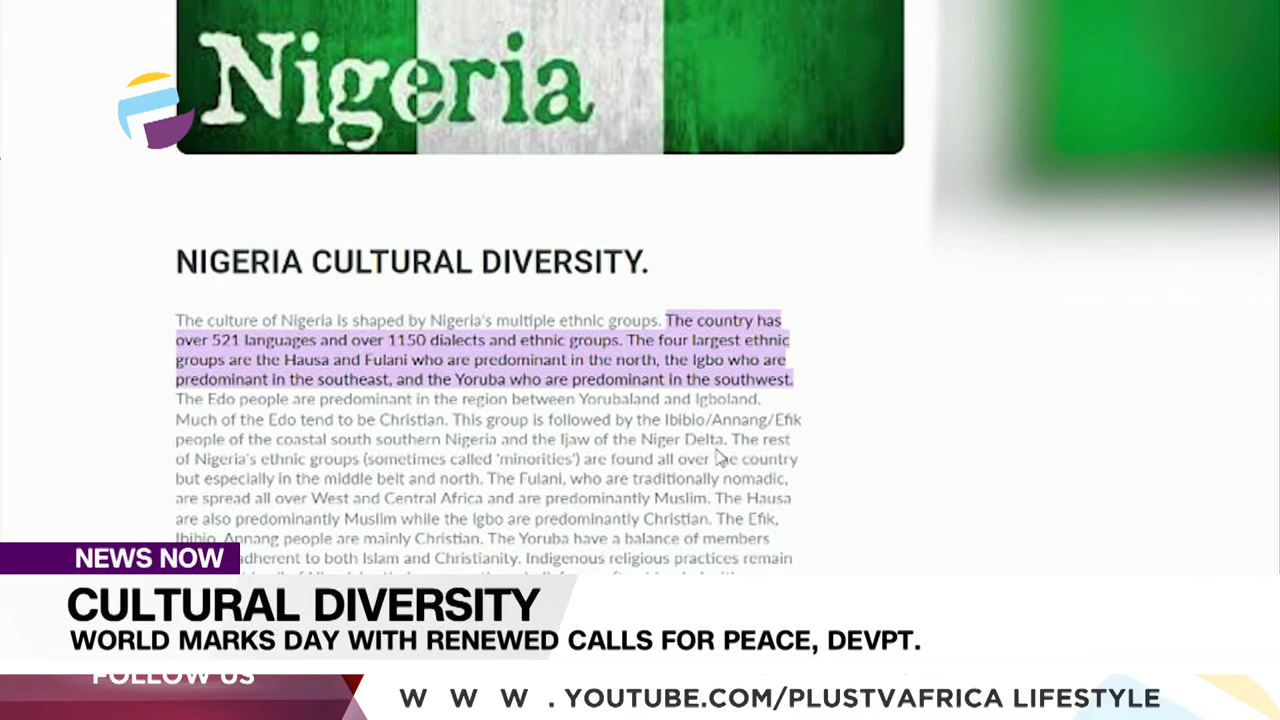 Nigeria
NIGERIA CULTURAL DIVERSITY.
The culture of Nigeria is shaped by Nigeria's multiple ethnic groups. The country has
over 521 languages and over 1150 dialects and ethnic groups. The four largest ethnic
groups are the Hausa and Fulani who are predominant in the north, the Igbo who are
predominant in the southeast, and the Yoruba who are predominant in the southwest.
The Edo people are predominant in the region between Yorubaland and Igboland.
Much of the Edo tend to be Christian. This group is followed by the Ibibio/Annang/Efik
people of the coastal south southern Nigeria and the Ijaw of the Niger Delta. The rest
of Nigeria's ethnic groups (sometimes called 'minorities') are found all over the country
but especially in the middle belt and north. The Fulani, who are traditionally nomadic,
are spread all over West and Central Africa and are predominantly Muslim. The Hausa
are also predominantly Muslim while the Igbo are predominantly Christian. The Efik,
Ibibio, Annang people are mainly Christian. The Yoruba have a balance of members
adherent to both Islam and Christianity. Indigenous religious practices remain
NEWS NOW
CULTURAL DIVERSITY
WORLD MARKS DAY WITH RENEWED CALLS FOR PEACE, DEVPT.
FOLLOW US
W W W . YOUTUBE.COM/PLUSTVAFRICA LIFESTYLE